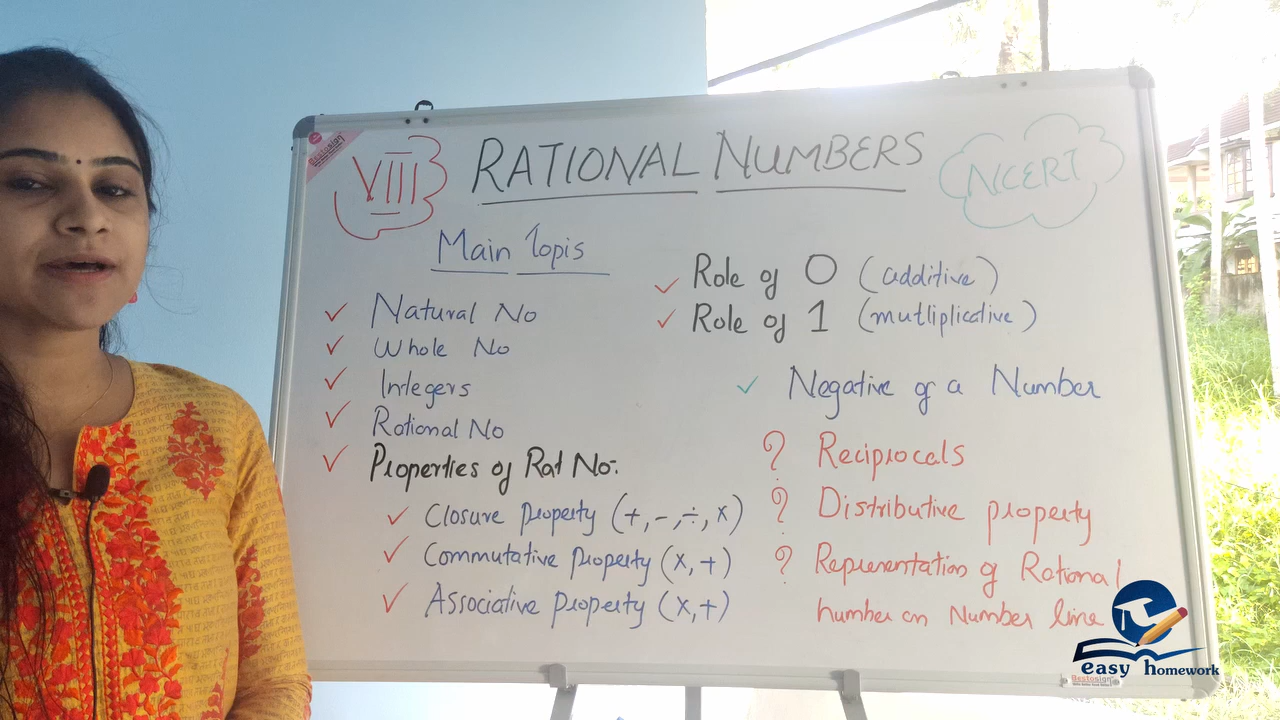 VIII
RATIONAL NUMBERS
NCERT
Main Topis
✓ Natural No
✓ Whole No
✓ Integers
✓ Rational No
✓ Properties of Rat No:
✓ Closure property (+, -, ÷, ×)
✓ Commutative property (×, +)
✓ Associative property (×, +)
✓ Role of 0 (additive)
✓ Role of 1 (mutliplicative)
✓ Negative of a Number
? Reciprocals
? Distributive property
? Representation of Rational
number on Number line
easy homework
Bestosign
Bestosign